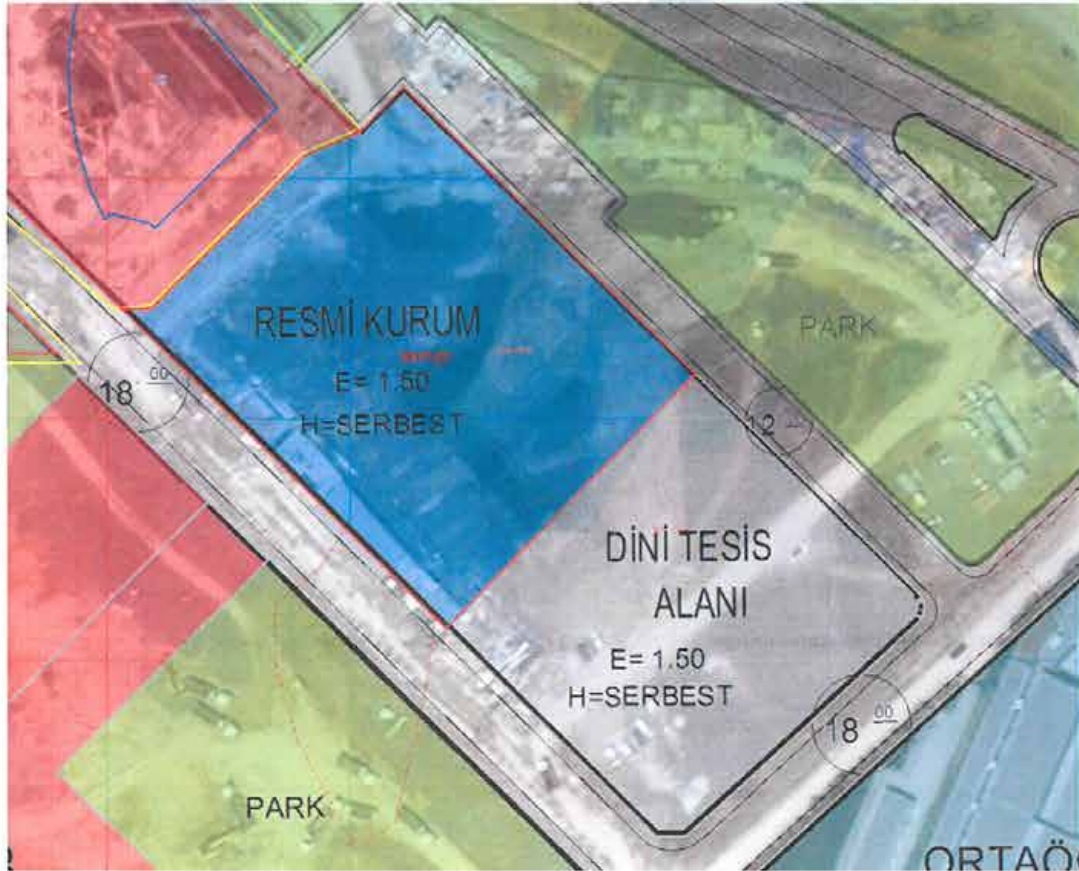 RESMİ KURUM
E= 1.50
H=SERBEST
PARK
18 00
12
DİNİ TESİS
ALANI
E= 1.50
H=SERBEST
18 00
PARK